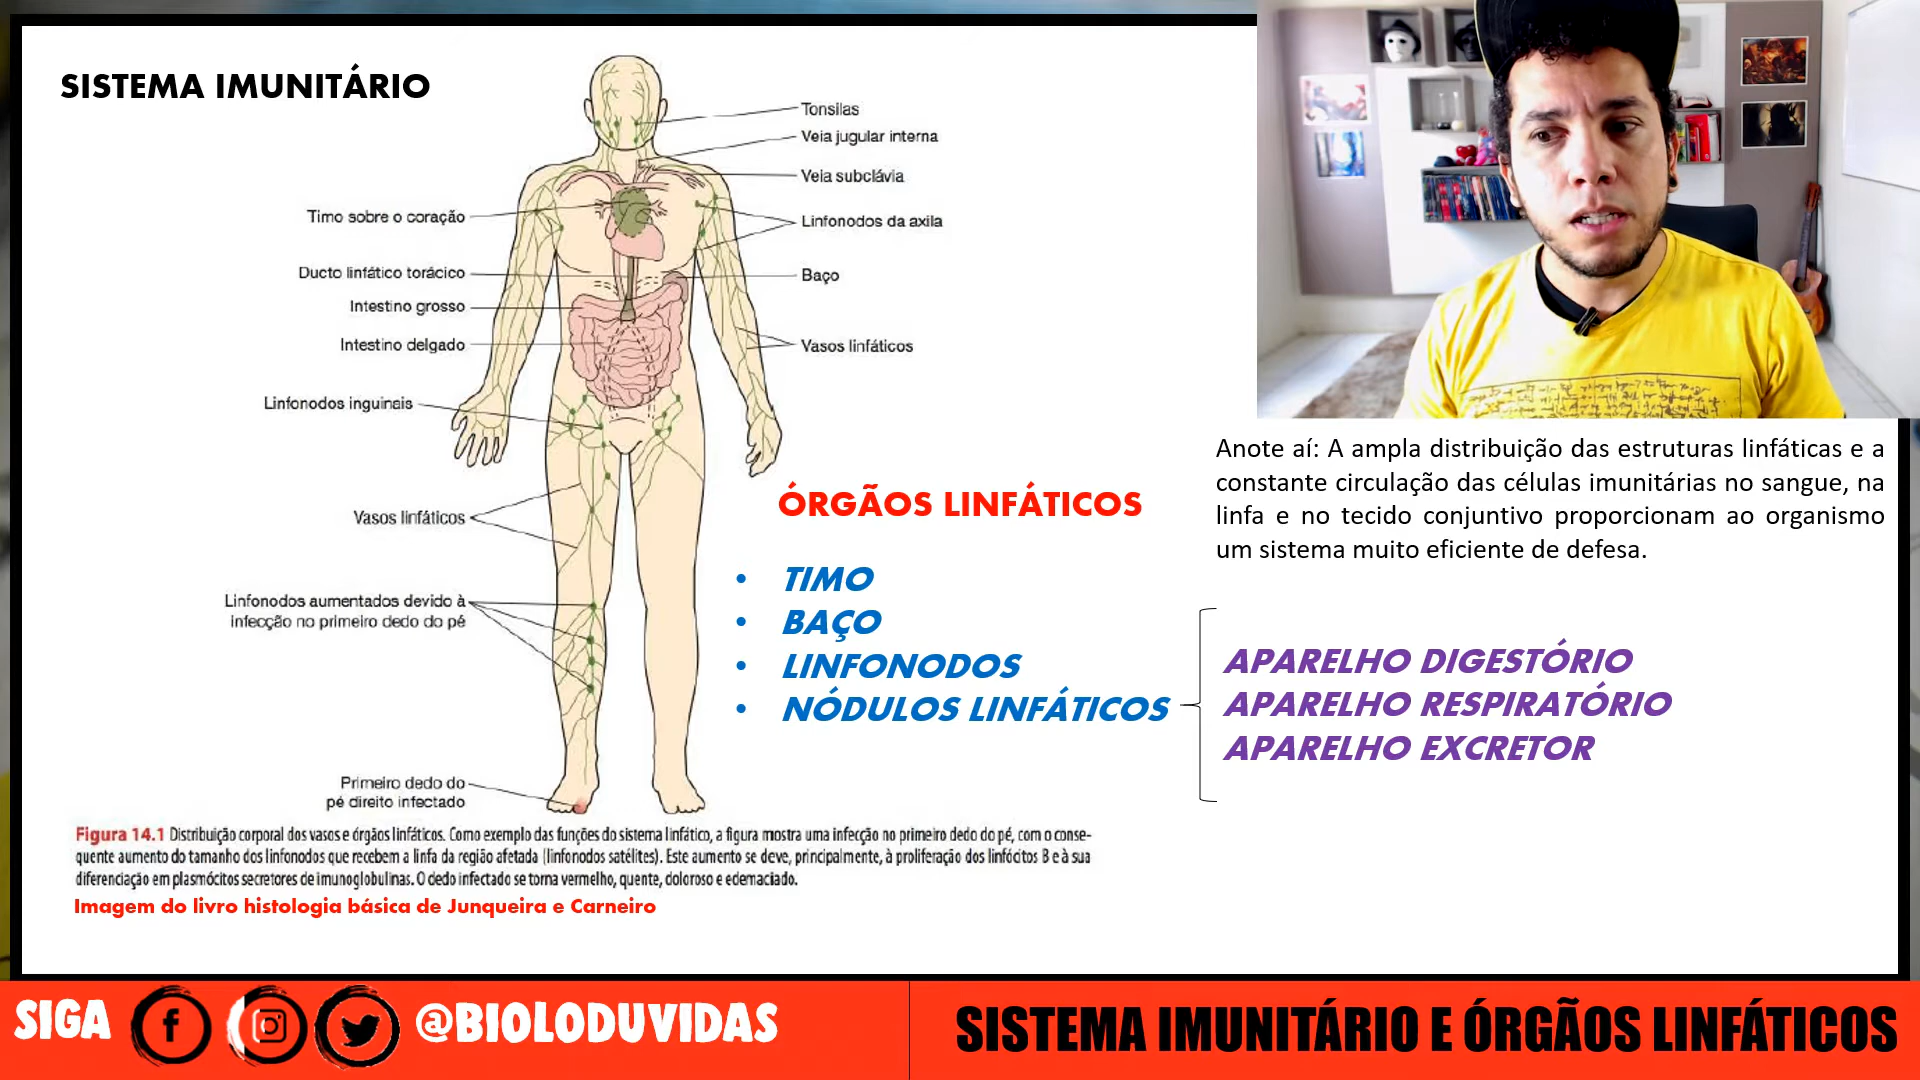 SISTEMA IMUNITÁRIO
Tonsilas
Veia jugular interna
Veia subclávia
Timo sobre o coração
Linfonodos da axila
Ducto linfático torácico
Baço
Intestino grosso
Intestino delgado
Vasos linfáticos
Linfonodos inguinais
Vasos linfáticos
Linfonodos aumentados devido à
infecção no primeiro dedo do pé
Primeiro dedo do
pé direito infectado
Figura 14.1 Distribuição corporal dos vasos e órgãos linfáticos. Como exemplo das funções do sistema linfático, a figura mostra uma infecção no primeiro dedo do pé, com o conse-
quente aumento do tamanho dos linfonodos que recebem a linfa da região afetada (linfonodos satélites). Este aumento se deve, principalmente, à proliferação dos linfócitos B e à sua
diferenciação em plasmócitos secretores de imunoglobulinas. O dedo infectado se torna vermelho, quente, doloroso e edemaciado.
Imagem do livro histologia básica de Junqueira e Carneiro
ÓRGÃOS LINFÁTICOS
• TIMO
• BAÇO
• LINFONODOS
• NÓDULOS LINFÁTICOS
Anote aí: A ampla distribuição das estruturas linfáticas e a
constante circulação das células imunitárias no sangue, na
linfa e no tecido conjuntivo proporcionam ao organismo
um sistema muito eficiente de defesa.
APARELHO DIGESTÓRIO
APARELHO RESPIRATÓRIO
APARELHO EXCRETOR
SIGA
@BIOLODUVIDAS
SISTEMA IMUNITÁRIO E ÓRGÃOS LINFÁTICOS